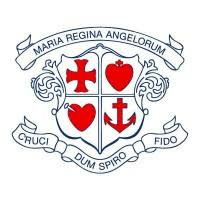 MARIA REGINA ANGELORUM
CRUCI
DUM SPIRO
FIDO